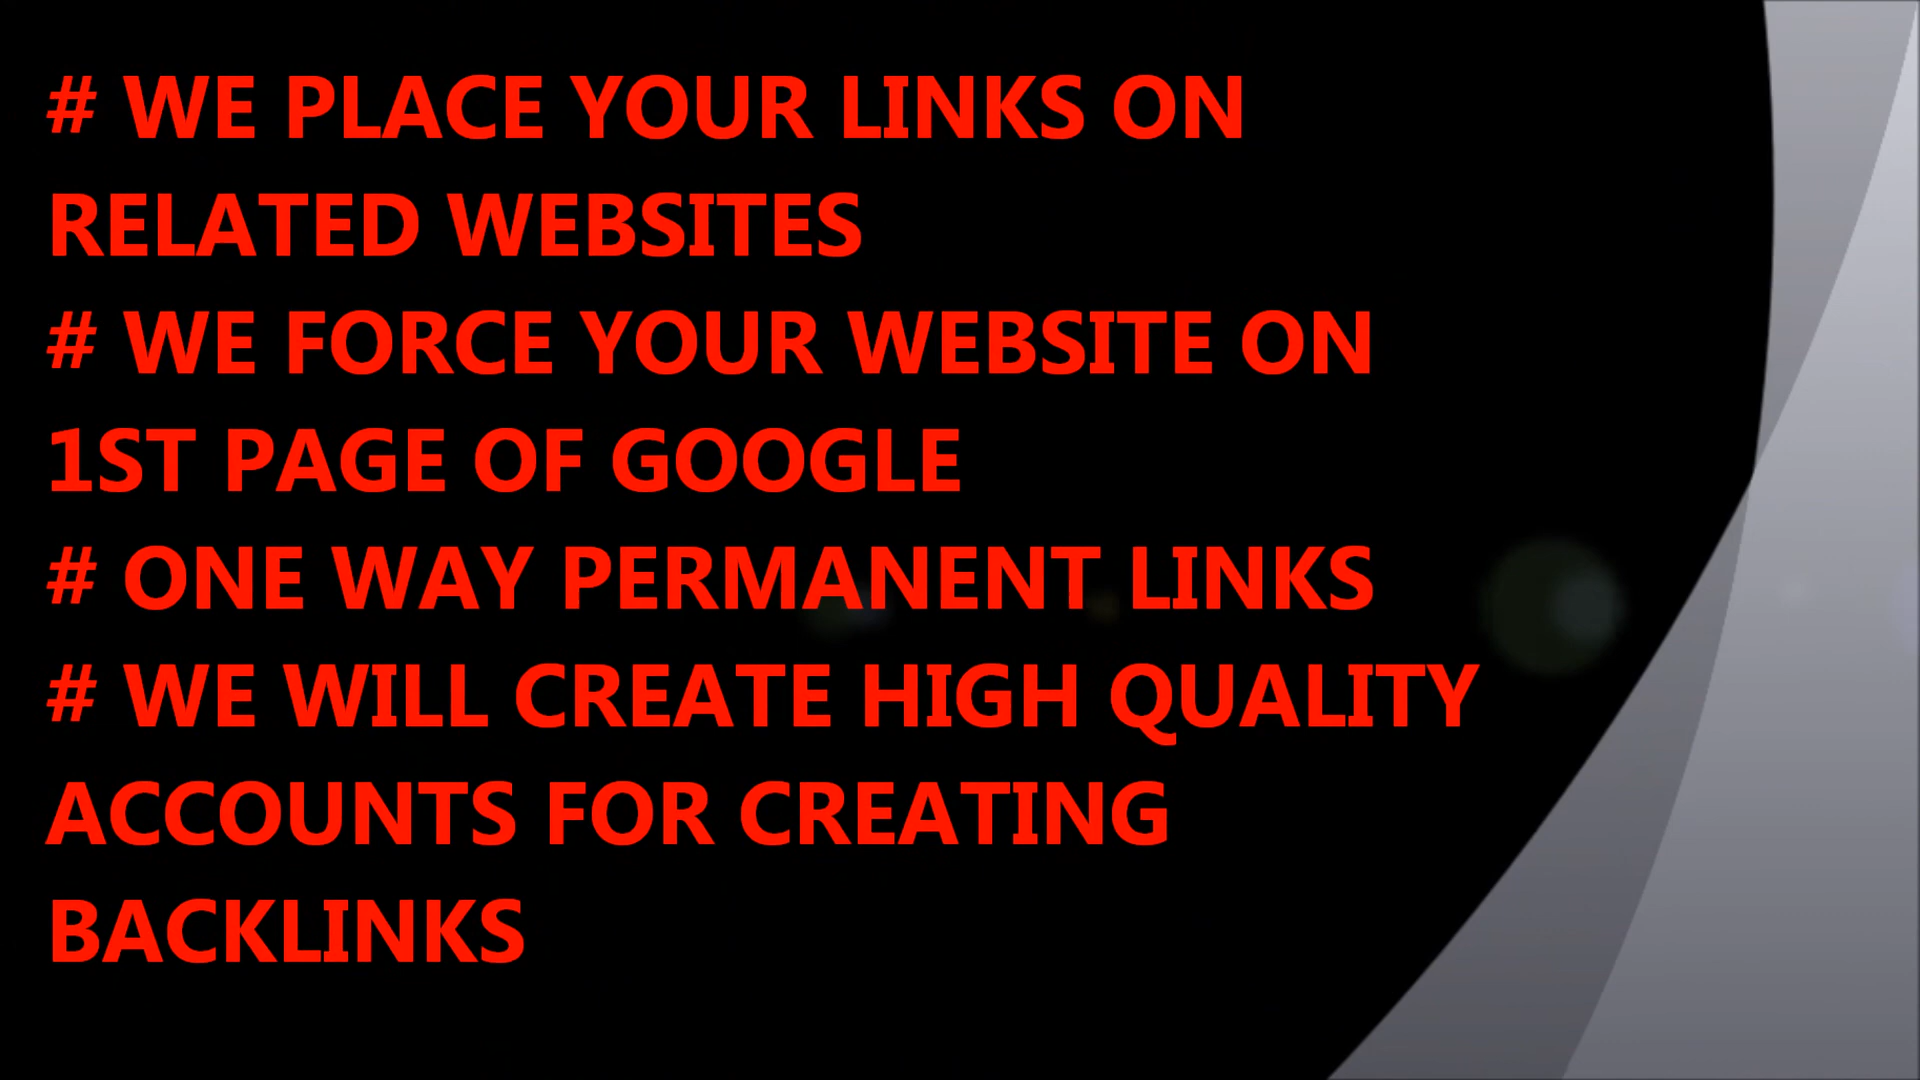 # WE PLACE YOUR LINKS ON
RELATED WEBSITES
# WE FORCE YOUR WEBSITE ON
1ST PAGE OF GOOGLE
# ONE WAY PERMANENT LINKS
# WE WILL CREATE HIGH QUALITY
ACCOUNTS FOR CREATING
BACKLINKS